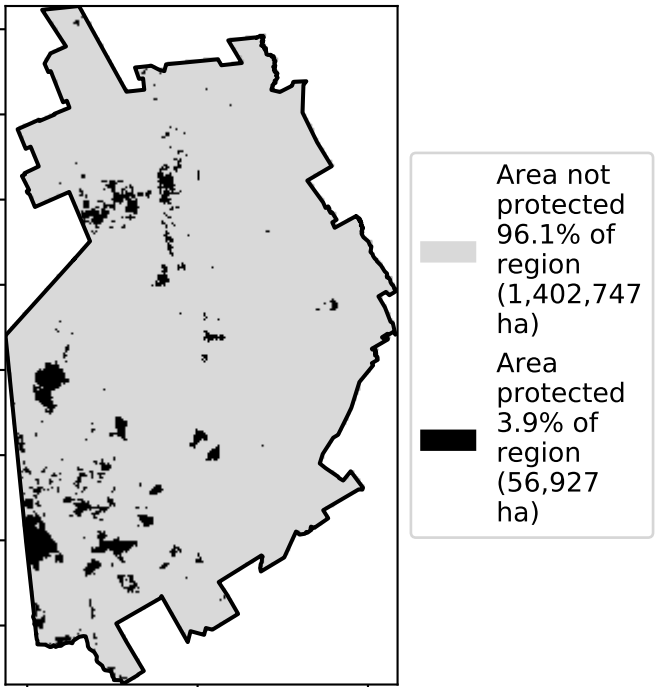 Area not
protected
96.1% of
region
(1,402,747
ha)
Area
protected
3.9% of
region
(56,927
ha)